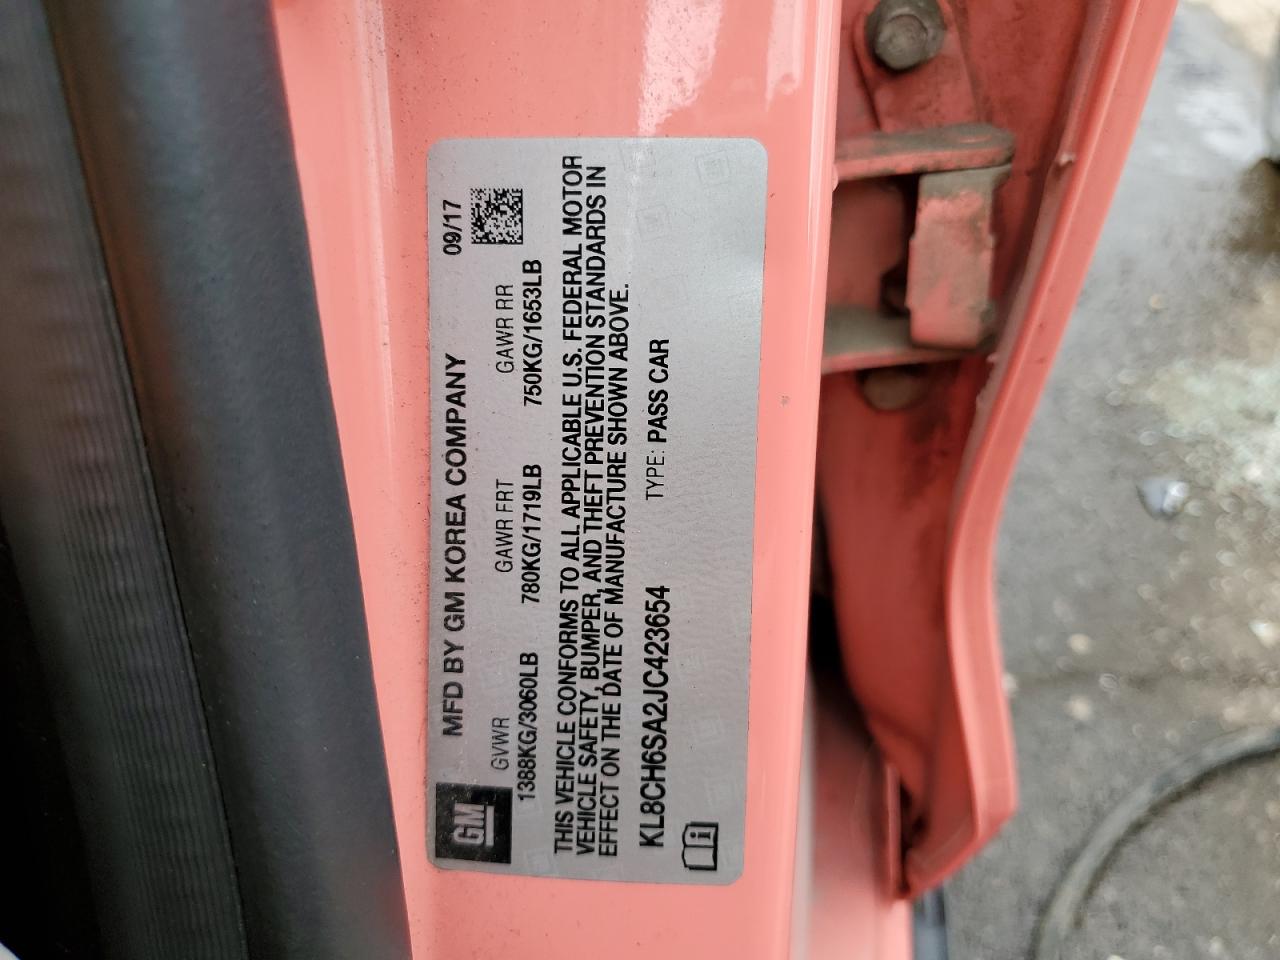 GM
MFD BY GM KOREA COMPANY 09/17
GVWR GAWR FRT GAWR RR
1388KG/3060LB 780KG/1719LB 750KG/1653LB
THIS VEHICLE CONFORMS TO ALL APPLICABLE U.S. FEDERAL MOTOR
VEHICLE SAFETY, BUMPER, AND THEFT PREVENTION STANDARDS IN
EFFECT ON THE DATE OF MANUFACTURE SHOWN ABOVE.
KL8CH6SA2JC423654 TYPE: PASS CAR